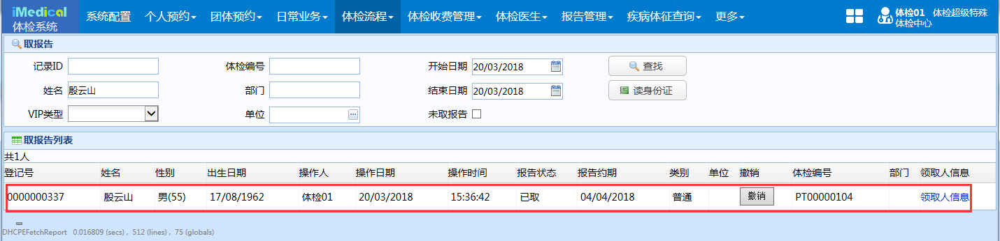 iMedical
体检系统
系统配置 个人预约 团体预约 日常业务 体检流程 体检收费管理 体检医生 报告管理 疾病体征查询 更多
体检01 体检超级特殊
体检中心
取报告
记录ID 体检编号 开始日期 20/03/2018 查找
姓名 殷云山 部门 结束日期 20/03/2018 读身份证
VIP类型 单位 未取报告
取报告列表
共1人
登记号 姓名 性别 出生日期 操作人 操作日期 操作时间 报告状态 报告约期 类别 单位 撤销 体检编号 部门 领取人信息
0000000337 殷云山 男(55) 17/08/1962 体检01 20/03/2018 15:36:42 已取 04/04/2018 普通 撤销 PT00000104 领取人信息
DHCPEFetchReport 0.016809 (secs) , 512 (lines) , 75 (globals)